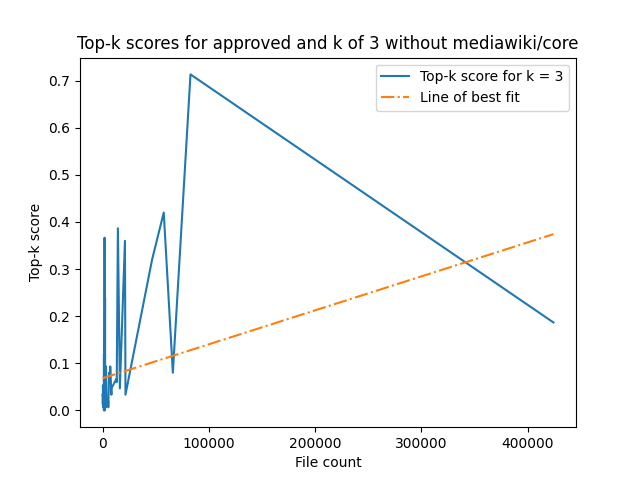 Top-k scores for approved and k of 3 without mediawiki/core
Top-k score for k = 3
Line of best fit
0.7
0.6
0.5
0.4
0.3
0.2
0.1
0.0
Top-k score
0 100000 200000 300000 400000
File count